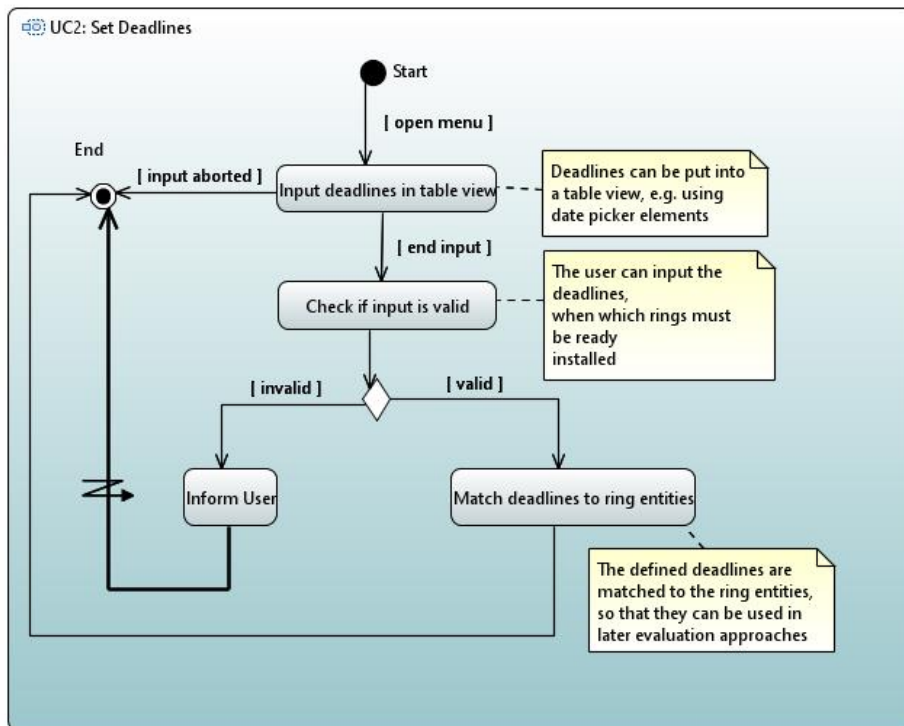 UC2: Set Deadlines
Start
[ open menu ]
End
[ input aborted ]
Input deadlines in table view
Deadlines can be put into
a table view, e.g. using
date picker elements
[ end input ]
Check if input is valid
The user can input the
deadlines,
when which rings must
be ready
installed
[ invalid ]
[ valid ]
Inform User
Match deadlines to ring entities
The defined deadlines are
matched to the ring entities,
so that they can be used in
later evaluation approaches